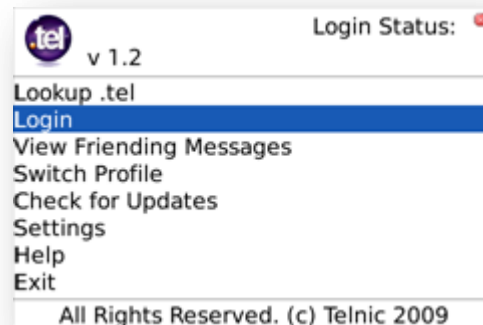 .tel
Login Status:
v 1.2
Lookup .tel
Login
View Friending Messages
Switch Profile
Check for Updates
Settings
Help
Exit
All Rights Reserved. (c) Telnic 2009